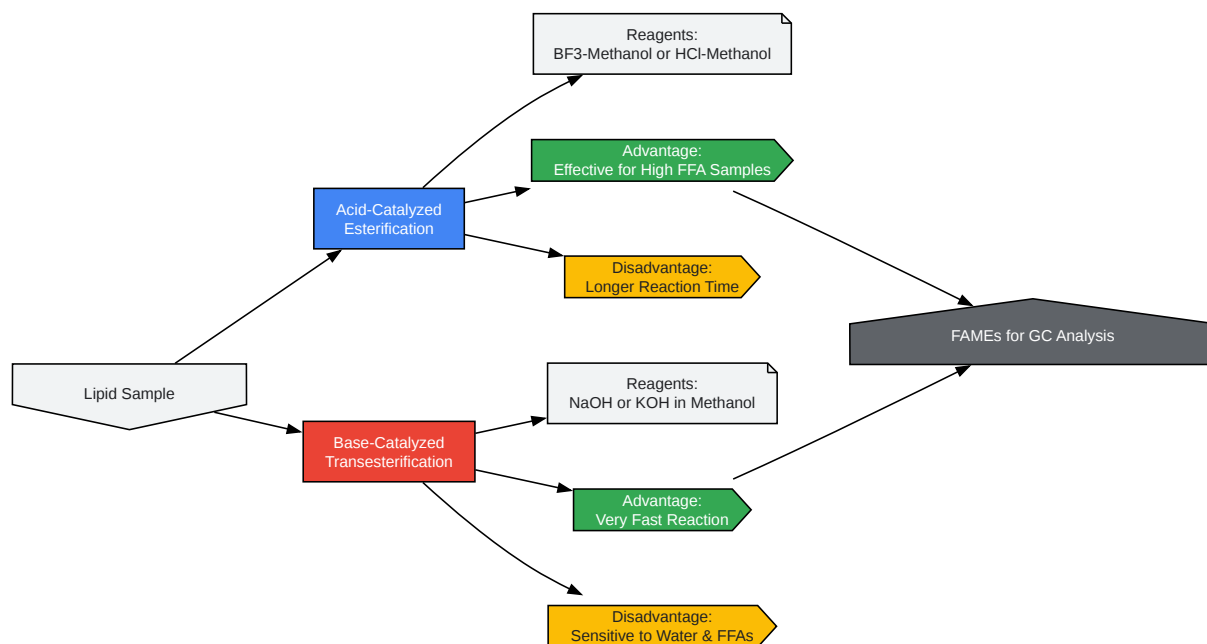 Reagents:
BF3-Methanol or HCl-Methanol
Advantage:
Effective for High FFA Samples
Acid-Catalyzed
Esterification
Disadvantage:
Longer Reaction Time
FAMEs for GC Analysis
Lipid Sample
Reagents:
NaOH or KOH in Methanol
Base-Catalyzed
Transesterification
Advantage:
Very Fast Reaction
Disadvantage:
Sensitive to Water & FFAs